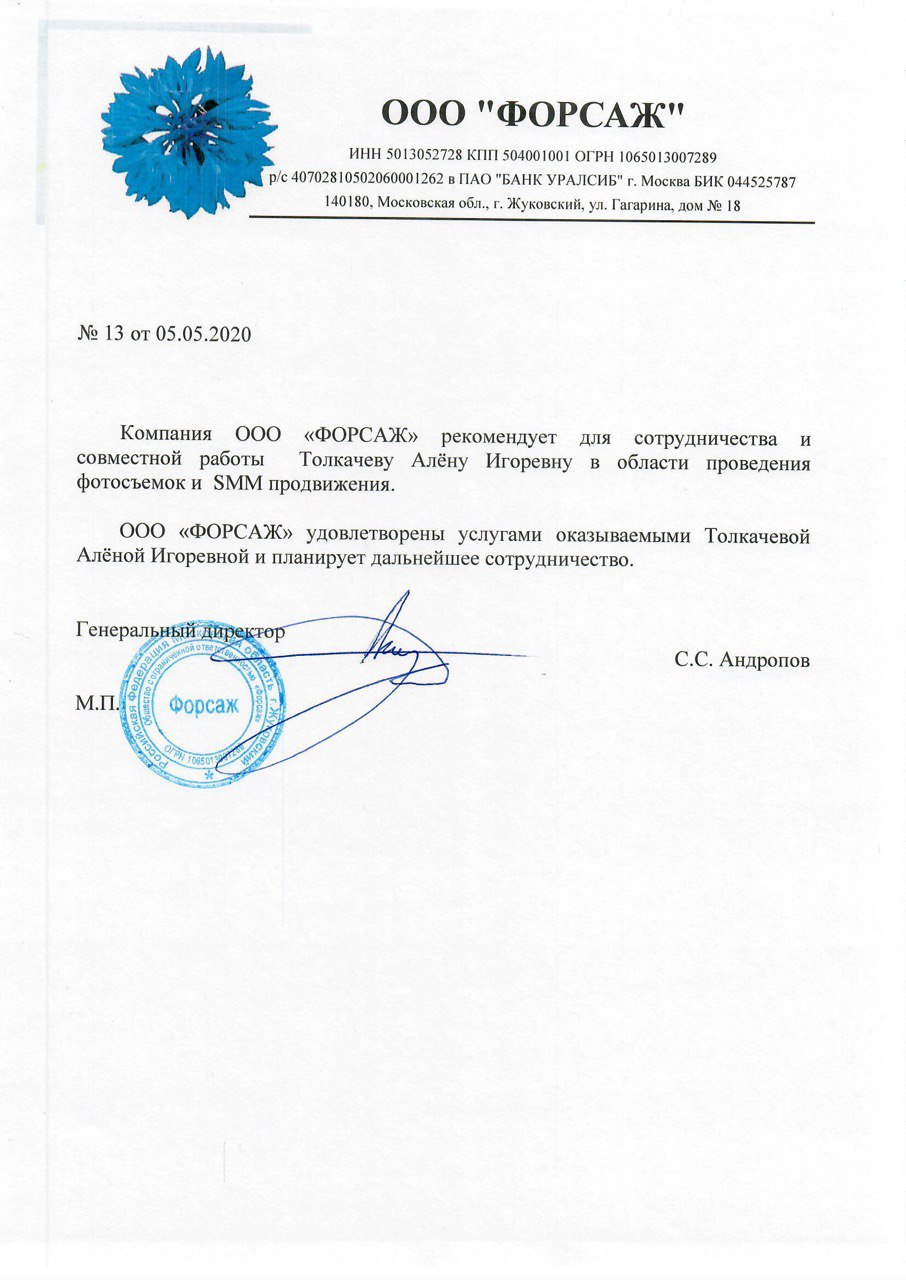 ООО "ФОРСАЖ"
ИНН 5013052728 КПП 504001001 ОГРН 1065013007289
р/с 40702810502060001262 в ПАО "БАНК УРАЛСИБ" г. Москва БИК 044525787
140180, Московская обл., г. Жуковский, ул. Гагарина, дом № 18
№ 13 от 05.05.2020
Компания ООО «ФОРСАЖ» рекомендует для сотрудничества и
совместной работы Толкачеву Алёну Игоревну в области проведения
фотосъемок и SMM продвижения.
ООО «ФОРСАЖ» удовлетворены услугами оказываемыми Толкачевой
Алёной Игоревной и планирует дальнейшее сотрудничество.
Генеральный директор
С.С. Андропов
М.П.
Российская Федерация область г.Жуковский
Общество с ограниченной ответственностью «Форсаж»
Форсаж
ОГРН